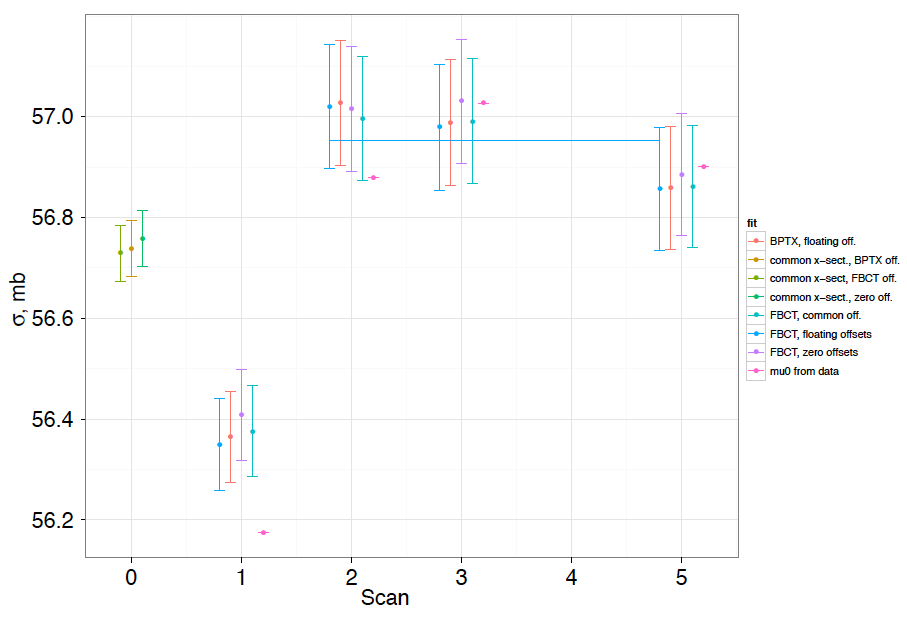 57.0
56.8
56.6
56.4
56.2
σ, mb
0 1 2 3 4 5
Scan
fit
BPTX, floating off.
common x−sect., BPTX off.
common x−sect, FBCT off.
common x−sect., zero off.
FBCT, common off.
FBCT, floating offsets
FBCT, zero offsets
mu0 from data